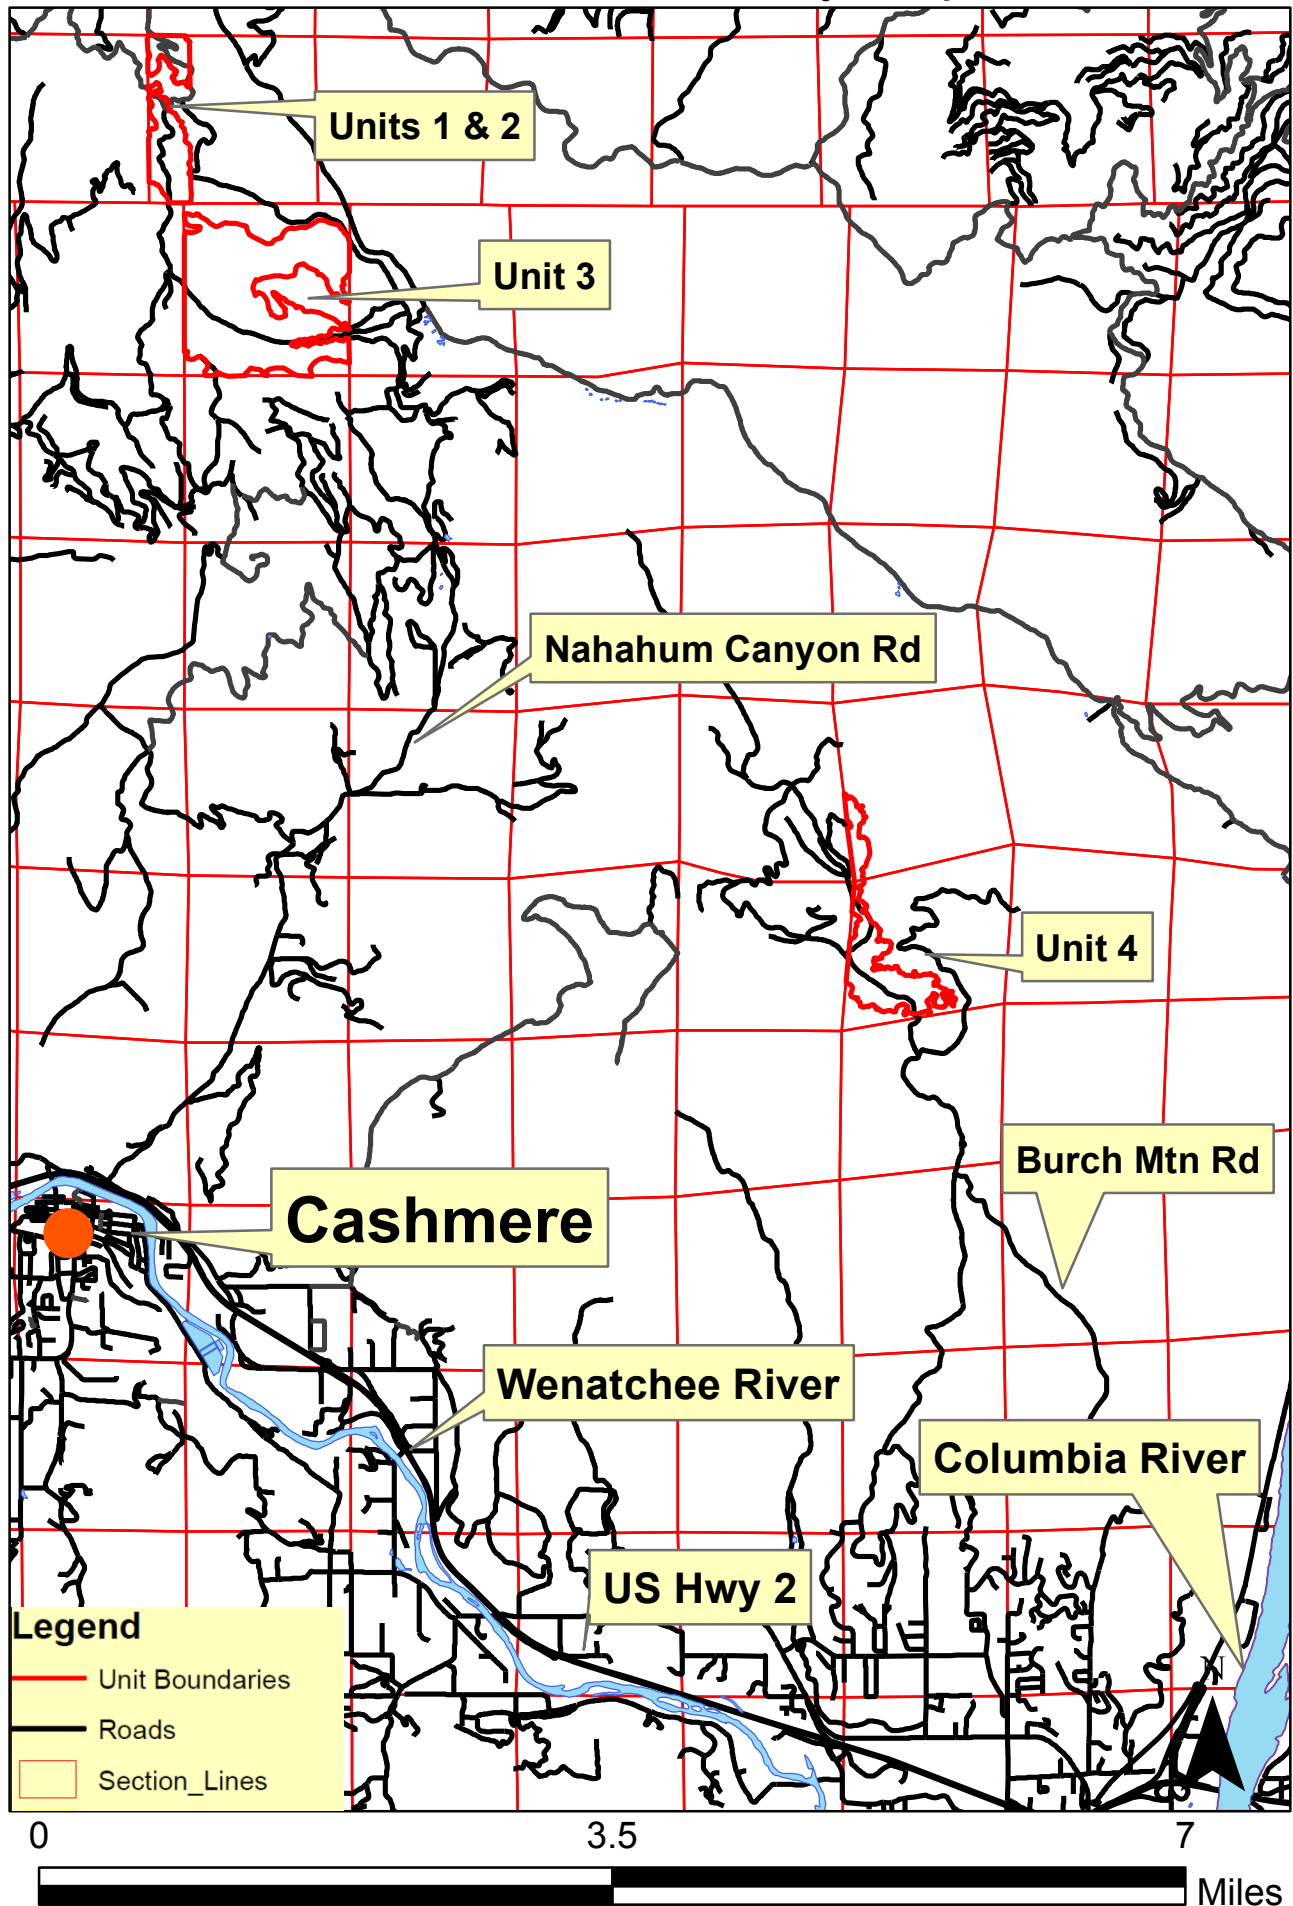 Units 1 & 2
Unit 3
Nahahum Canyon Rd
Unit 4
Burch Mtn Rd
Cashmere
Wenatchee River
Columbia River
US Hwy 2
Legend
Unit Boundaries
Roads
Section_Lines
N
0 3.5 7
Miles